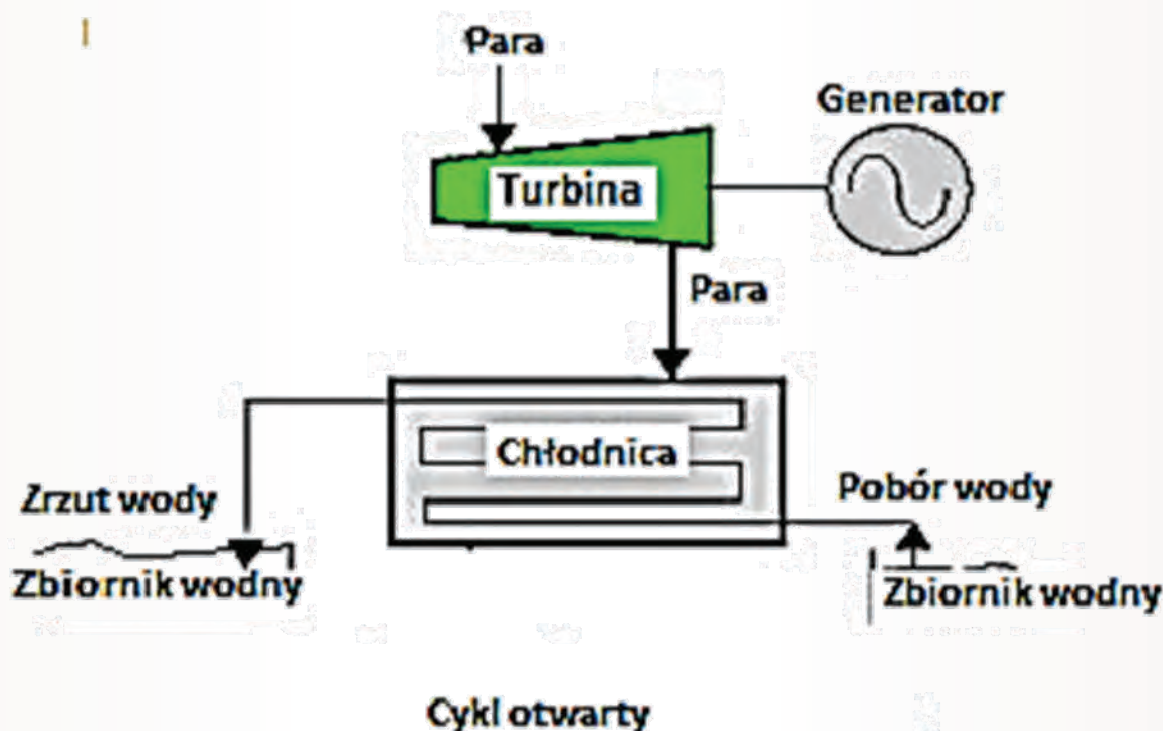 Para
Generator
Turbina
Para
Chłodnica
Zrzut wody
Pobór wody
Zbiornik wodny
Zbiornik wodny
Cykl otwarty